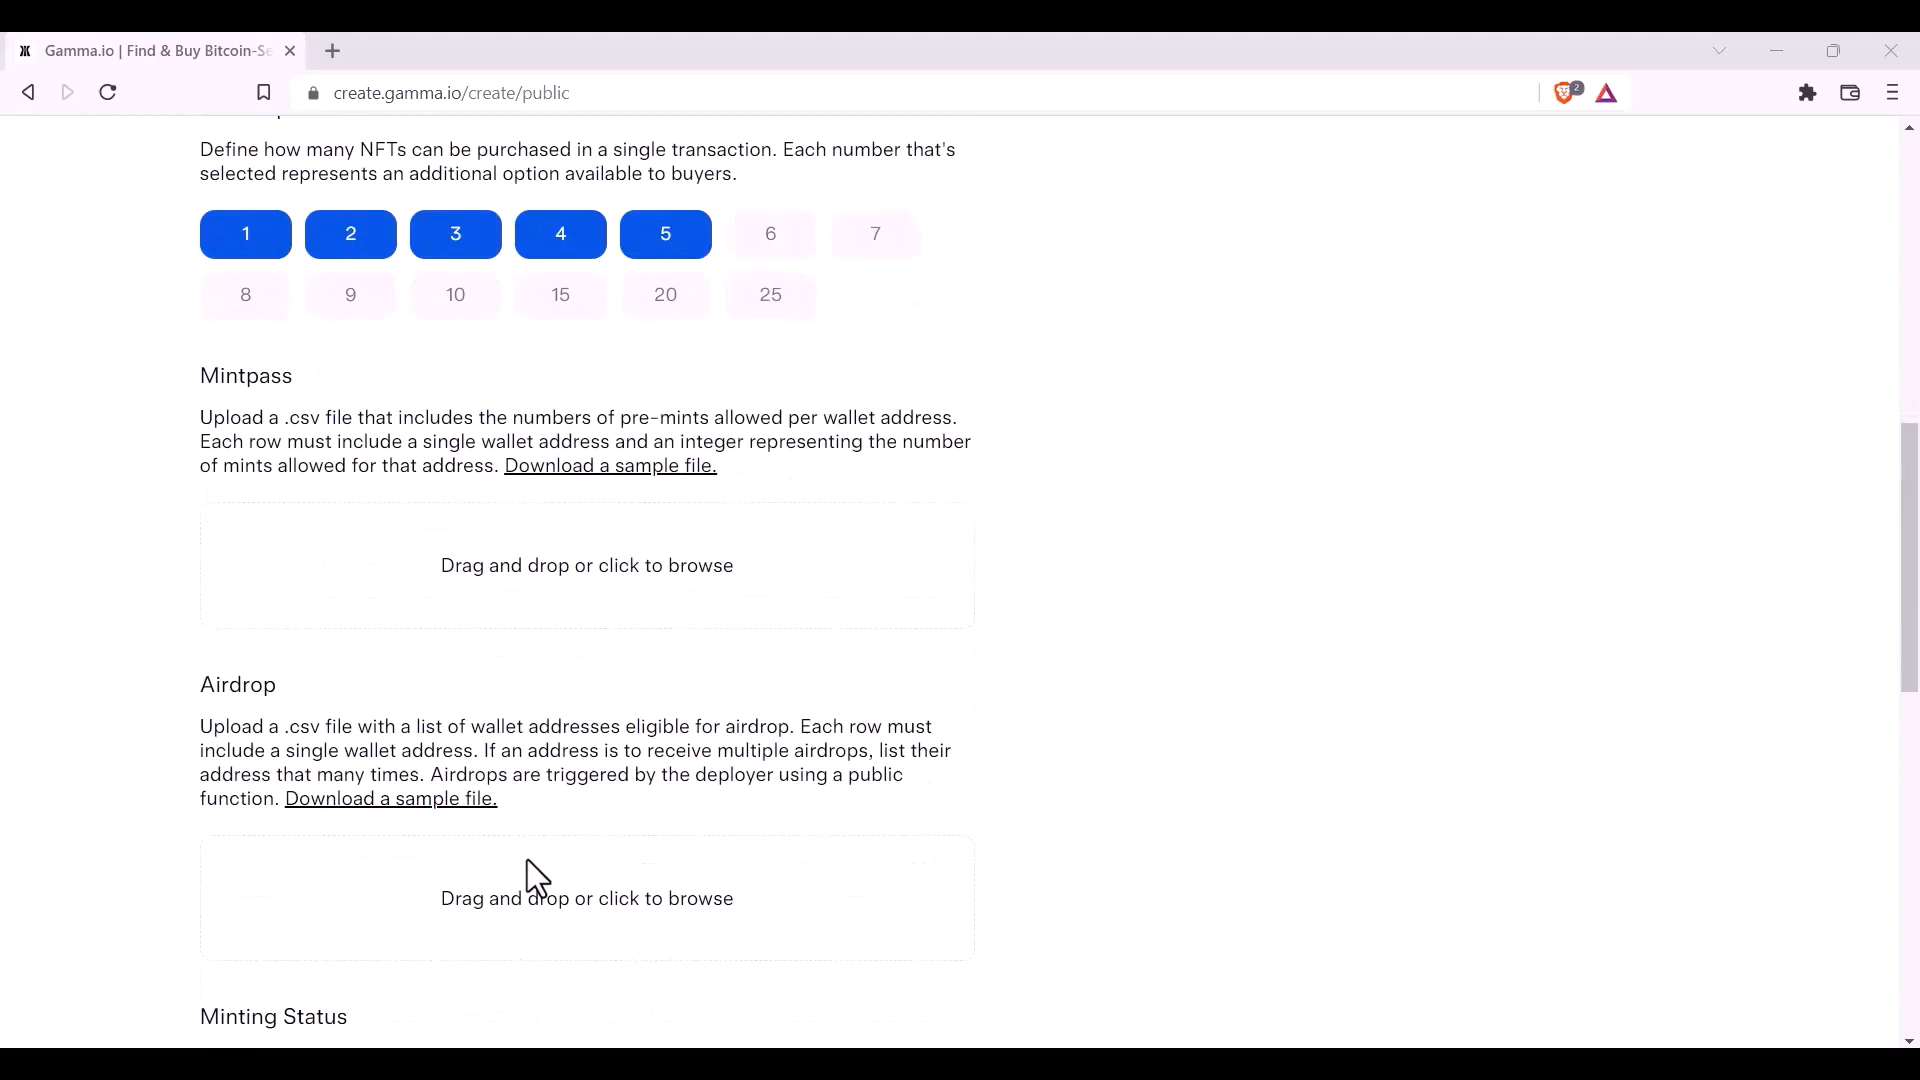 Gamma.io | Find & Buy Bitcoin-Se
create.gamma.io/create/public
2
Define how many NFTs can be purchased in a single transaction. Each number that's
selected represents an additional option available to buyers.
1 2 3 4 5 6 7
8 9 10 15 20 25
Mintpass
Upload a .csv file that includes the numbers of pre-mints allowed per wallet address.
Each row must include a single wallet address and an integer representing the number
of mints allowed for that address. Download a sample file.
Drag and drop or click to browse
Airdrop
Upload a .csv file with a list of wallet addresses eligible for airdrop. Each row must
include a single wallet address. If an address is to receive multiple airdrops, list their
address that many times. Airdrops are triggered by the deployer using a public
function. Download a sample file.
Drag and drop or click to browse
Minting Status